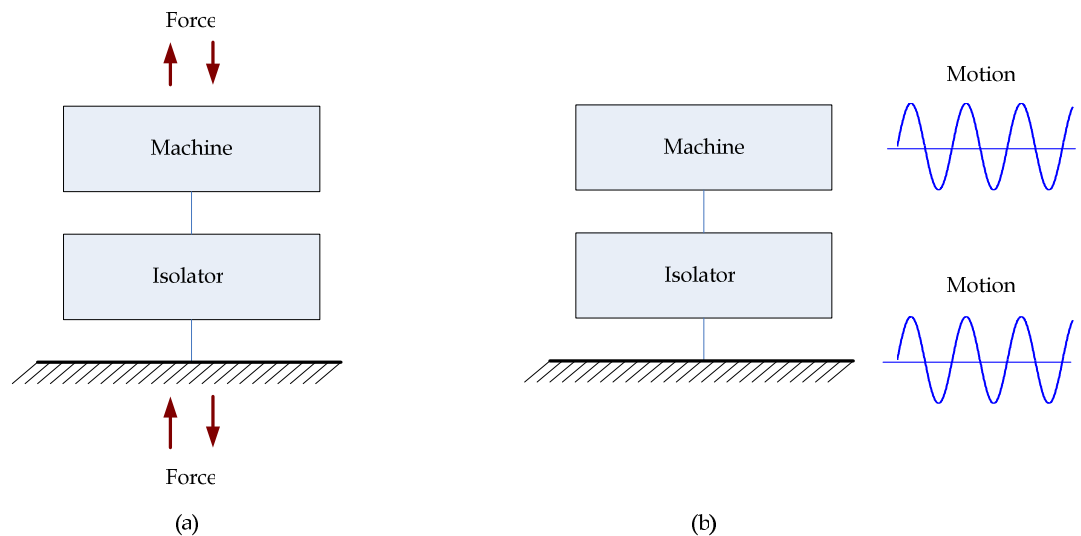 Force
Machine
Isolator
Force
(a)
Motion
Machine
Isolator
Motion
(b)